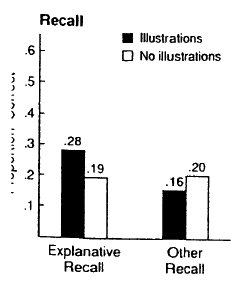 Recall
Illustrations
No illustrations
.6
.5
.4
.3
.2
.1
.28
.19
.16
.20
Explanative
Recall
Other
Recall